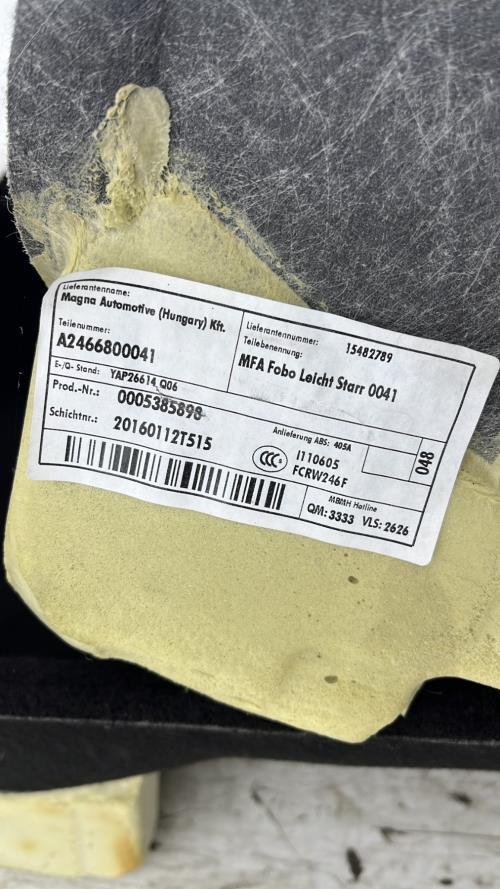 Lieferantenname:
Magna Automotive (Hungary) Kft.
Lieferantennummer: 15482789
Teilenummer:
A2466800041
Teilebenennung:
MFA Fobo Leicht Starr 0041
E-/Q- Stand: YAP26614 Q06
Prod.-Nr.: 0005385898
Schichtnr.: 20160112T515
Anlieferung ABS: 405A
CCC I110605
FCRW246F
048
MBMH Hotline
QM: 3333 VLS: 2626